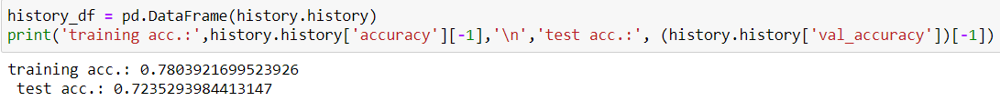 history_df = pd.DataFrame(history.history)
print('training acc.:',history.history['accuracy'][-1],'\n','test acc.:', (history.history['val_accuracy'])[-1])
training acc.: 0.7803921699523926
 test acc.: 0.7235293984413147